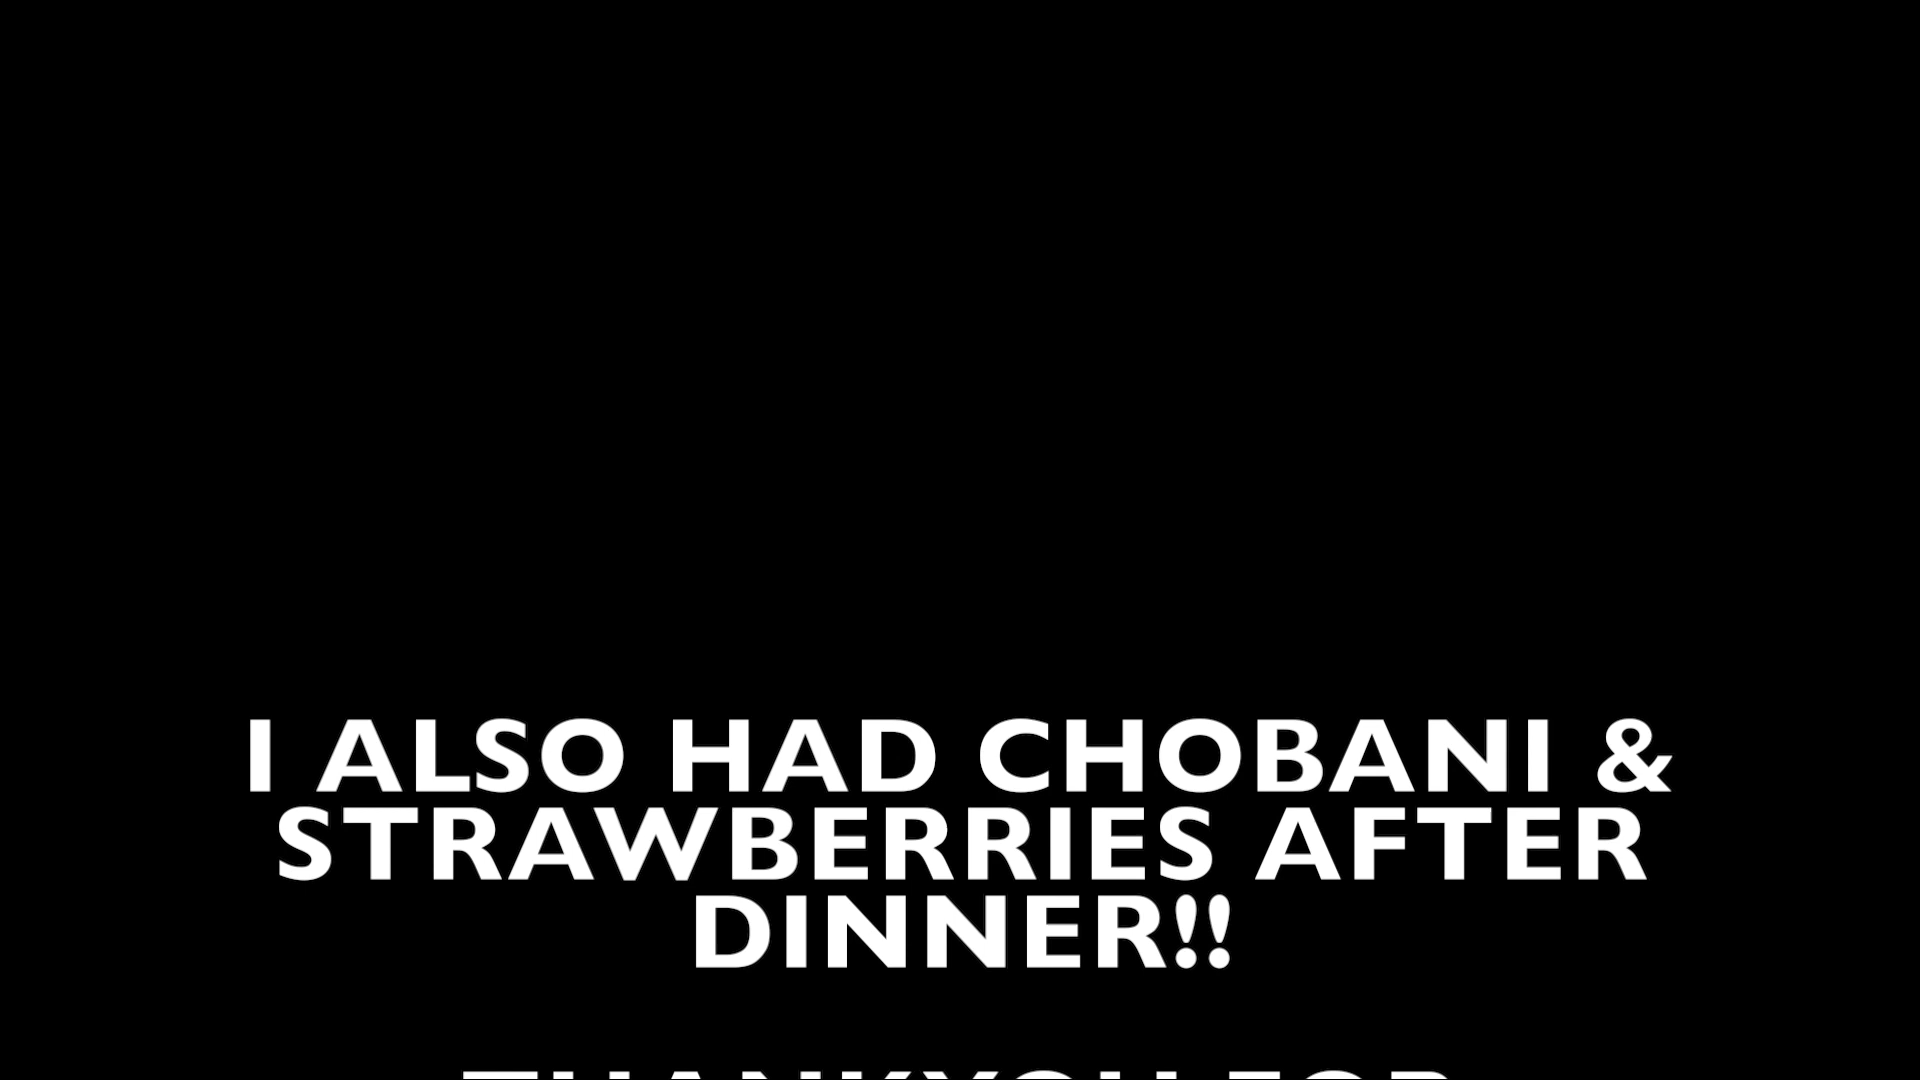 I ALSO HAD CHOBANI &
STRAWBERRIES AFTER
DINNER!!